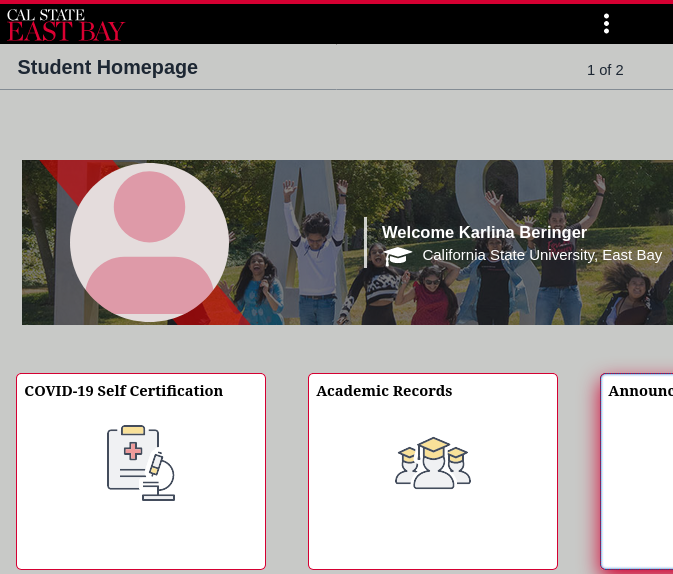 CAL STATE
EAST BAY
Student Homepage
1 of 2
Welcome Karlina Beringer
California State University, East Bay
COVID-19 Self Certification
Academic Records
Announc